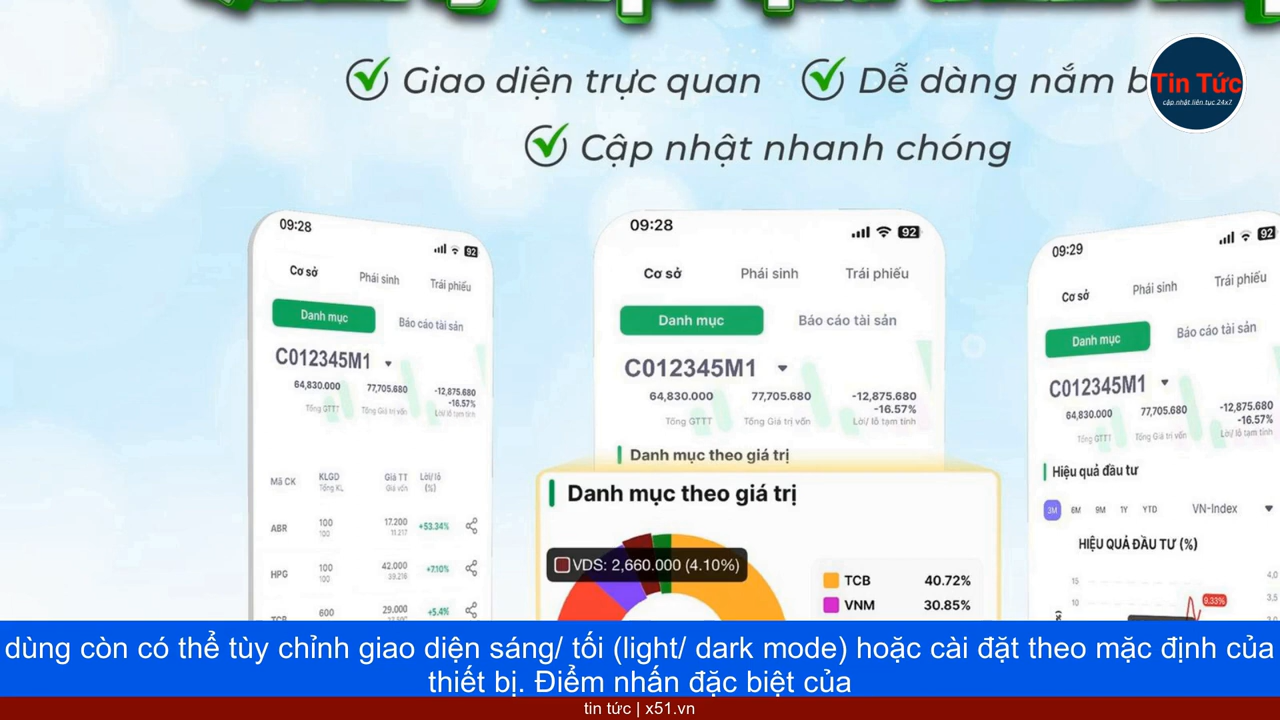 Giao diện trực quan
Dễ dàng nắm b
Tin Tức
cập nhật liên tục 24x7
Cập nhật nhanh chóng
09:28
92
Cơ sở
Phái sinh
Trái phiếu
Danh mục
Báo cáo tài sản
C012345M1
64,830.000
77,705.680
-12,875.680
-16.57%
Tổng GTTT
Tổng Giá trị vốn
Lời/ lỗ tạm tính
Mã CK
KLGD
Giá TT
Lời/ lỗ
Tổng KL
Giá vốn
(%)
ABR
100
17.200
+53.34%
100
11.217
HPG
100
42.000
+7.10%
100
39.216
TCB
600
29,000
+5.4%
09:28
92
Cơ sở
Phái sinh
Trái phiếu
Danh mục
Báo cáo tài sản
C012345M1
64,830.000
77,705.680
-12,875.680
-16.57%
Tổng GTTT
Tổng Giá trị vốn
Lời/ lỗ tạm tính
Danh mục theo giá trị
Danh mục theo giá trị
VDS: 2,660.000 (4.10%)
TCB
40.72%
VNM
30.85%
09:29
92
Cơ sở
Phái sinh
Trái phiếu
Danh mục
Báo cáo tài sản
C012345M1
64,830.000
77,705.680
-12,875.680
-16.57%
Tổng GTTT
Tổng Giá trị vốn
Lời/ lỗ tạm tính
Hiệu quả đầu tư
3M
6M
9M
1Y
YTD
VN-Index
HIỆU QUẢ ĐẦU TƯ (%)
15
4,0
10
9.33%
3,5
3,0
dùng còn có thể tùy chỉnh giao diện sáng/ tối (light/ dark mode) hoặc cài đặt theo mặc định của
thiết bị. Điểm nhấn đặc biệt của
tin tức | x51.vn